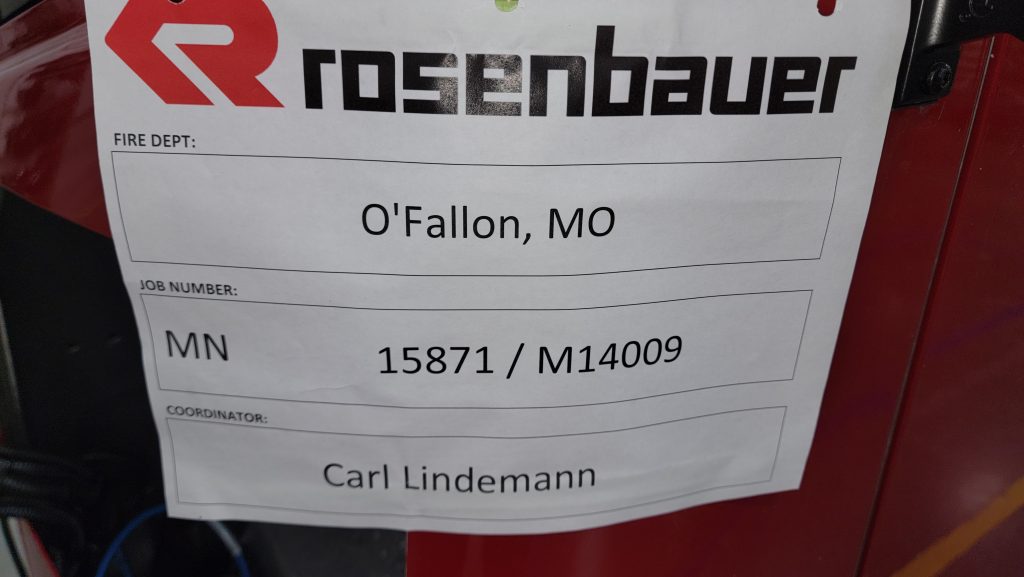 rosenbauer
FIRE DEPT:
O'Fallon, MO
JOB NUMBER:
MN 15871 / M14009
COORDINATOR:
Carl Lindemann